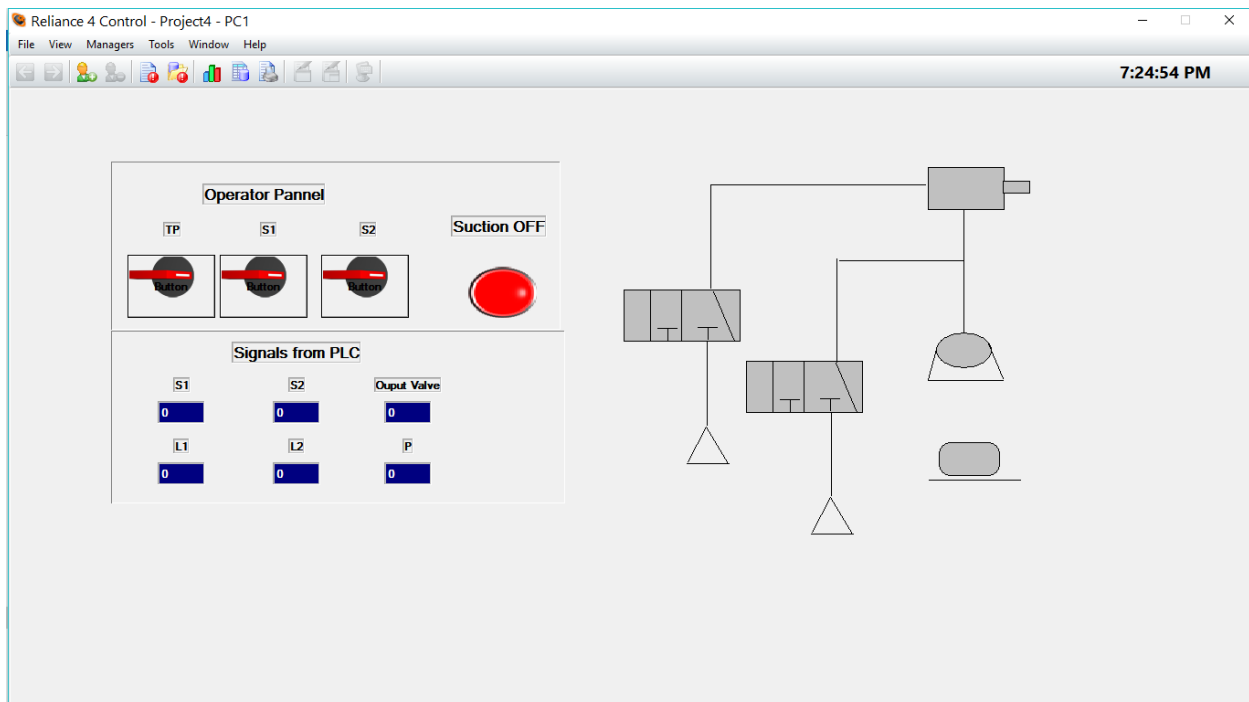 Reliance 4 Control - Project4 - PC1
File View Managers Tools Window Help
7:24:54 PM
Operator Pannel
TP S1 S2 Suction OFF
Button Button Button
Signals from PLC
S1 S2 Ouput Valve
0 0 0
L1 L2 P
0 0 0